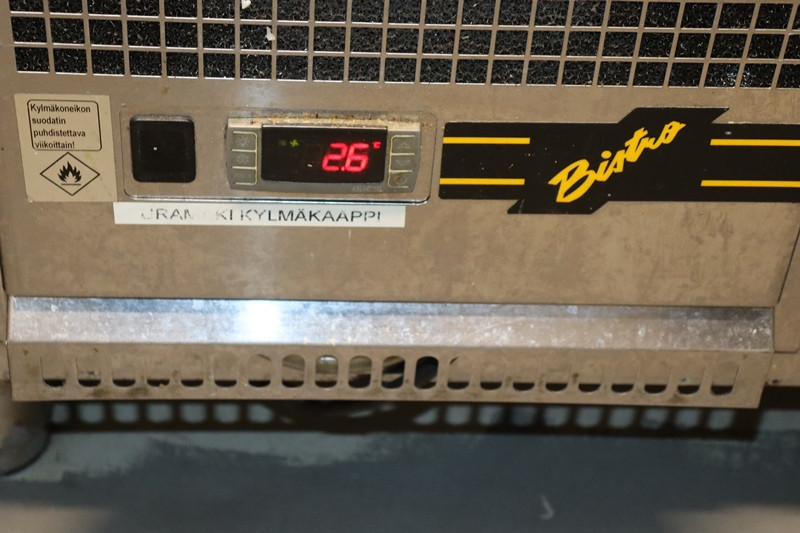 Kylmäkoneikon
suodatin
puhdistettava
viikoittain!
2.6 °C
Bistro
KYLMÄKAAPPI